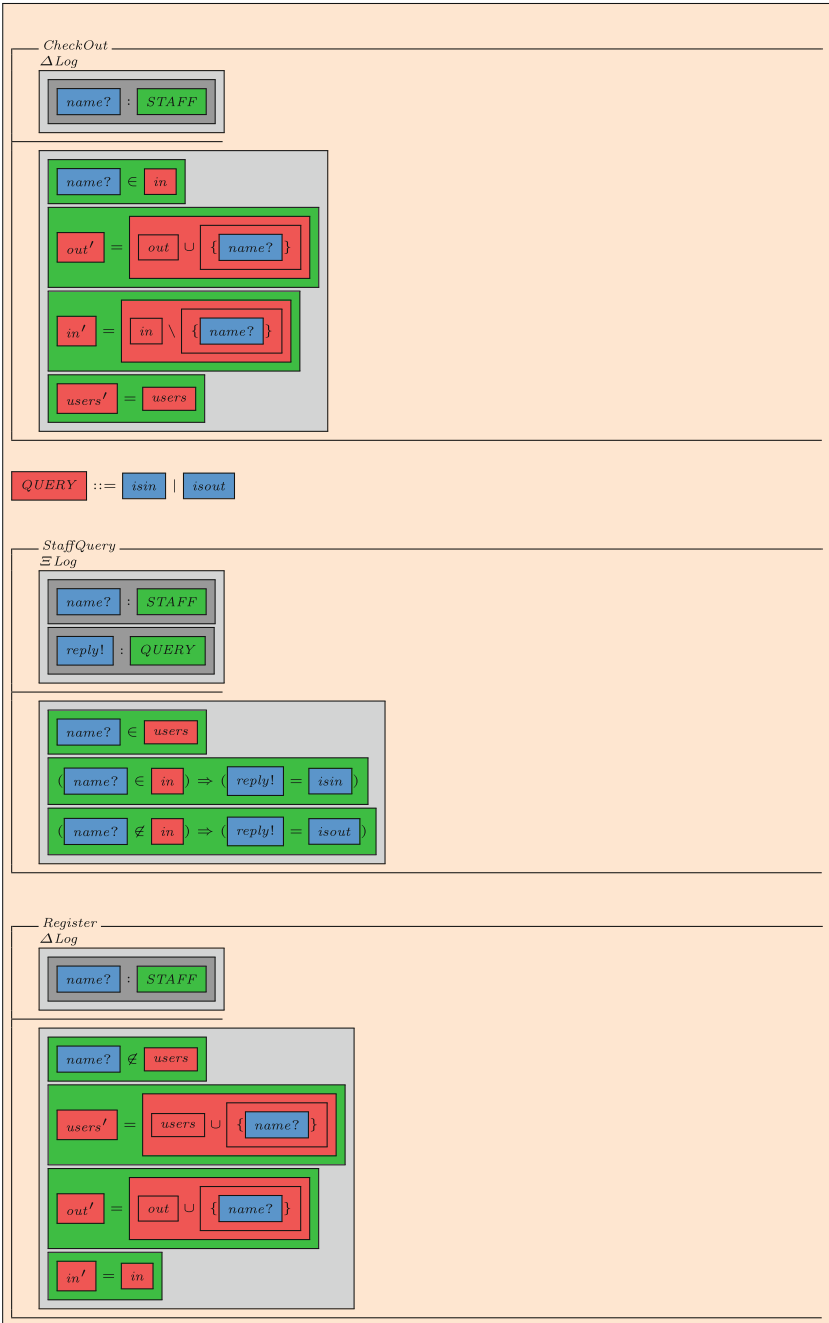 CheckOut
ΔLog
name? : STAFF
name? ∈ in
out′ = out ∪ {name?}
in′ = in \ {name?}
users′ = users
QUERY ::= isin | isout
StaffQuery
ΞLog
name? : STAFF
reply! : QUERY
name? ∈ users
(name? ∈ in) ⇒ (reply! = isin)
(name? ∉ in) ⇒ (reply! = isout)
Register
ΔLog
name? : STAFF
name? ∉ users
users′ = users ∪ {name?}
out′ = out ∪ {name?}
in′ = in